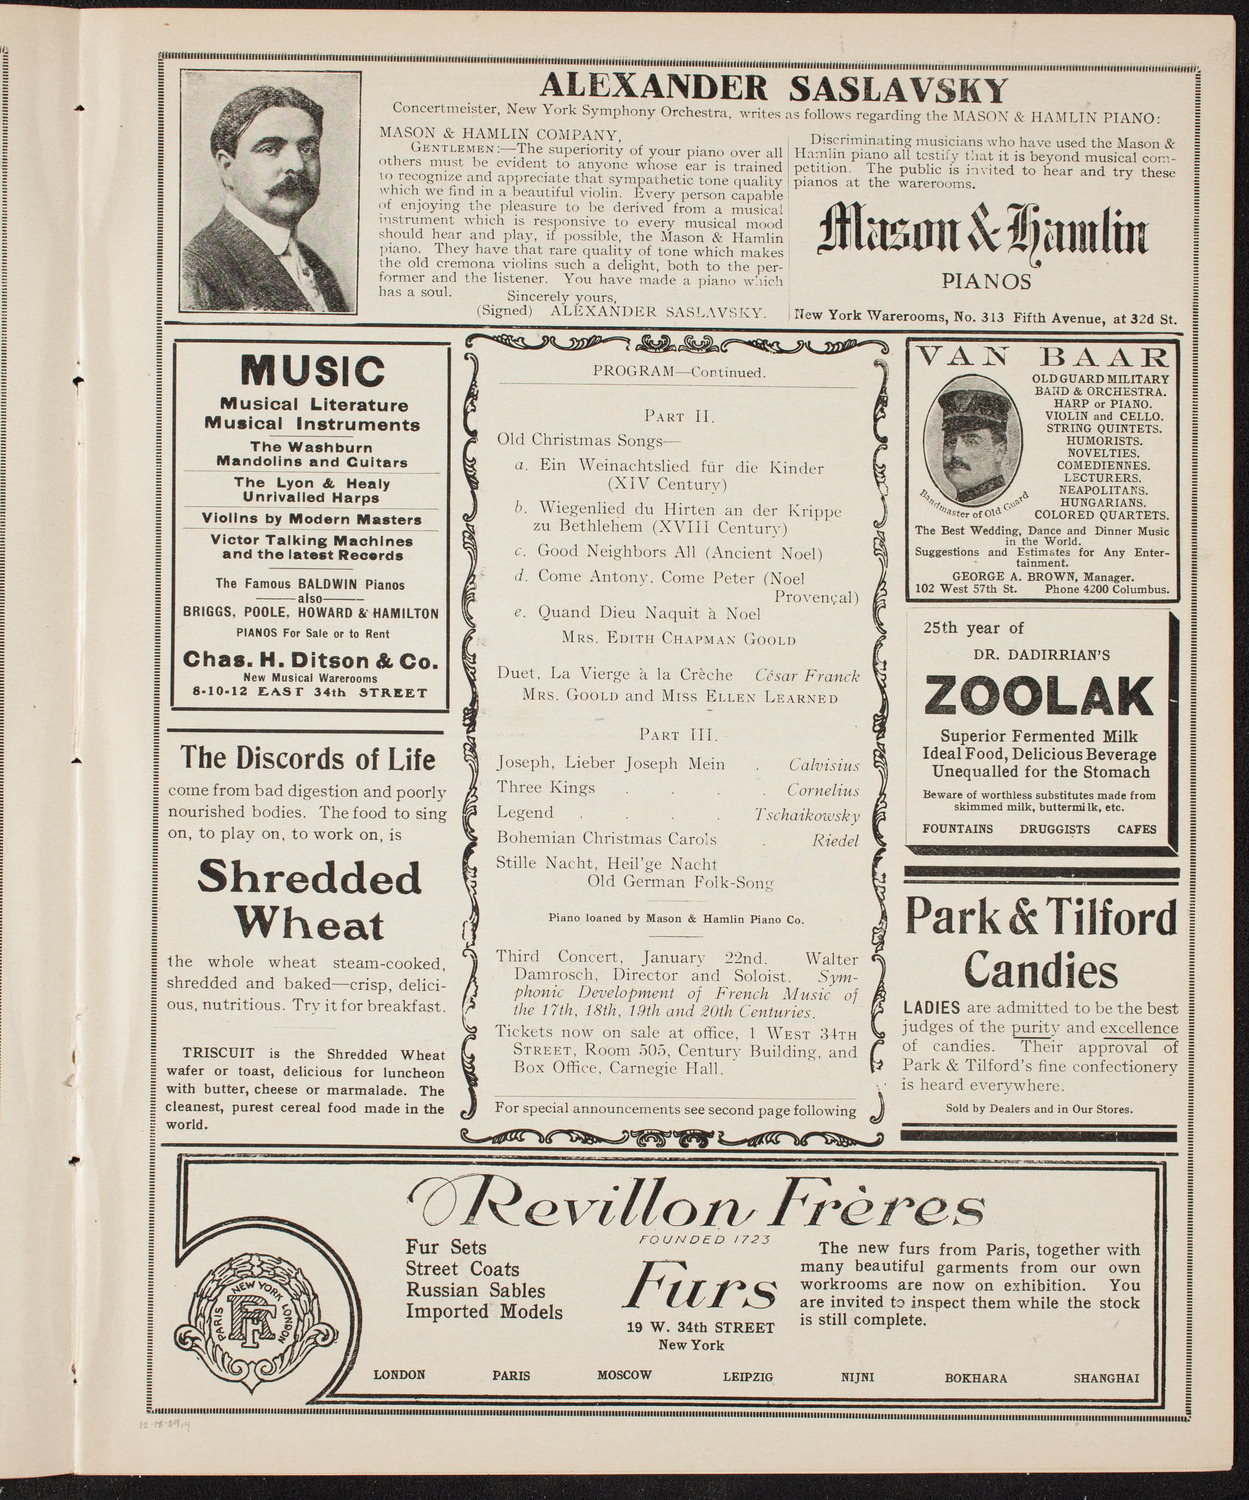 ALEXANDER SASLAVSKY
Concertmeister, New York Symphony Orchestra, writes as follows regarding the MASON & HAMLIN PIANO:
MASON & HAMLIN COMPANY,
GENTLEMEN:—The superiority of your piano over all
others must be evident to anyone whose ear is trained
to recognize and appreciate that sympathetic tone quality
which we find in a beautiful violin. Every person capable
of enjoying the pleasure to be derived from a musical
instrument which is responsive to every musical mood
should hear and play, if possible, the Mason & Hamlin
piano. They have that rare quality of tone which makes
the old cremona violins such a delight, both to the per-
former and the listener. You have made a piano which
has a soul.
Sincerely yours,
(Signed) ALEXANDER SASLAVSKY.
Discriminating musicians who have used the Mason &
Hamlin piano all testify that it is beyond musical com-
petition. The public is invited to hear and try these
pianos at the warerooms.
Mason & Hamlin
PIANOS
New York Warerooms, No. 313 Fifth Avenue, at 32d St.
MUSIC
Musical Literature
Musical Instruments
The Washburn
Mandolins and Guitars
The Lyon & Healy
Unrivalled Harps
Violins by Modern Masters
Victor Talking Machines
and the latest Records
The Famous BALDWIN Pianos
also
BRIGGS, POOLE, HOWARD & HAMILTON
PIANOS For Sale or to Rent
Chas. H. Ditson & Co.
New Musical Warerooms
8-10-12 EAST 34th STREET
The Discords of Life
come from bad digestion and poorly
nourished bodies. The food to sing
on, to play on, to work on, is
Shredded
Wheat
the whole wheat steam-cooked,
shredded and baked—crisp, delici-
ous, nutritious. Try it for breakfast.
TRISCUIT is the Shredded Wheat
wafer or toast, delicious for luncheon
with butter, cheese or marmalade. The
cleanest, purest cereal food made in the
world.
PROGRAM—Continued.
PART II.
Old Christmas Songs—
a. Ein Weinachtslied für die Kinder
(XIV Century)
b. Wiegenlied du Hirten an der Krippe
zu Bethlehem (XVIII Century)
c. Good Neighbors All (Ancient Noel)
d. Come Antony, Come Peter (Noel
Provençal)
e. Quand Dieu Naquit à Noel
MRS. EDITH CHAPMAN GOOLD
Duet, La Vierge à la Crèche César Franck
MRS. GOOLD and MISS ELLEN LEARNED
PART III.
Joseph, Lieber Joseph Mein . Calvisius
Three Kings . . . . Cornelius
Legend . . . . Tschaikowsky
Bohemian Christmas Carols . Riedel
Stille Nacht, Heil'ge Nacht
Old German Folk-Song
Piano loaned by Mason & Hamlin Piano Co.
Third Concert, January 22nd. Walter
Damrosch, Director and Soloist. Sym-
phonic Development of French Music of
the 17th, 18th, 19th and 20th Centuries.
Tickets now on sale at office, 1 WEST 34TH
STREET, Room 505, Century Building, and
Box Office, Carnegie Hall.
For special announcements see second page following
VAN BAAR
OLD GUARD MILITARY
BAND & ORCHESTRA.
HARP or PIANO.
VIOLIN and CELLO.
STRING QUINTETS.
HUMORISTS.
NOVELTIES.
COMEDIENNES.
LECTURERS.
NEAPOLITANS.
HUNGARIANS.
COLORED QUARTETS.
Bandmaster of Old Guard
The Best Wedding, Dance and Dinner Music
in the World.
Suggestions and Estimates for Any Enter-
tainment.
GEORGE A. BROWN, Manager.
102 West 57th St. Phone 4200 Columbus.
25th year of
DR. DADIRRIAN'S
ZOOLAK
Superior Fermented Milk
Ideal Food, Delicious Beverage
Unequalled for the Stomach
Beware of worthless substitutes made from
skimmed milk, buttermilk, etc.
FOUNTAINS DRUGGISTS CAFES
Park & Tilford
Candies
LADIES are admitted to be the best
judges of the purity and excellence
of candies. Their approval of
Park & Tilford's fine confectionery
is heard everywhere.
Sold by Dealers and in Our Stores.
Revillon Frères
FOUNDED 1723
Fur Sets
Street Coats
Russian Sables
Imported Models
Furs
19 W. 34th STREET
New York
The new furs from Paris, together with
many beautiful garments from our own
workrooms are now on exhibition. You
are invited to inspect them while the stock
is still complete.
PARIS NEW YORK LONDON
LONDON PARIS MOSCOW LEIPZIG NIJNI BOKHARA SHANGHAI
12-18-09,4